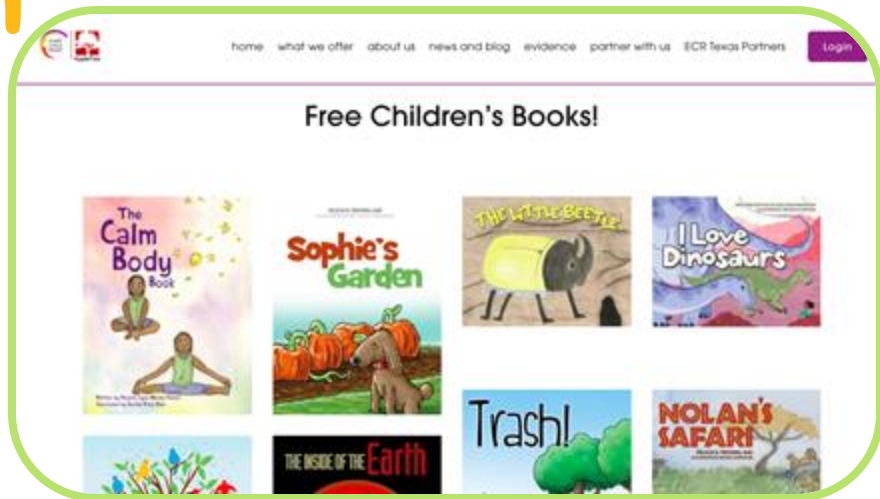 home what we offer about us news and blog evidence partner with us ECR Texas Partners Login
Free Children's Books!
The
Calm
Body
Book
Sophie's
Garden
THE LITTLE BEETLE
I Love
Dinosaurs
Trash!
NOLAN'S
SAFARI
THE INSIDE OF THE Earth